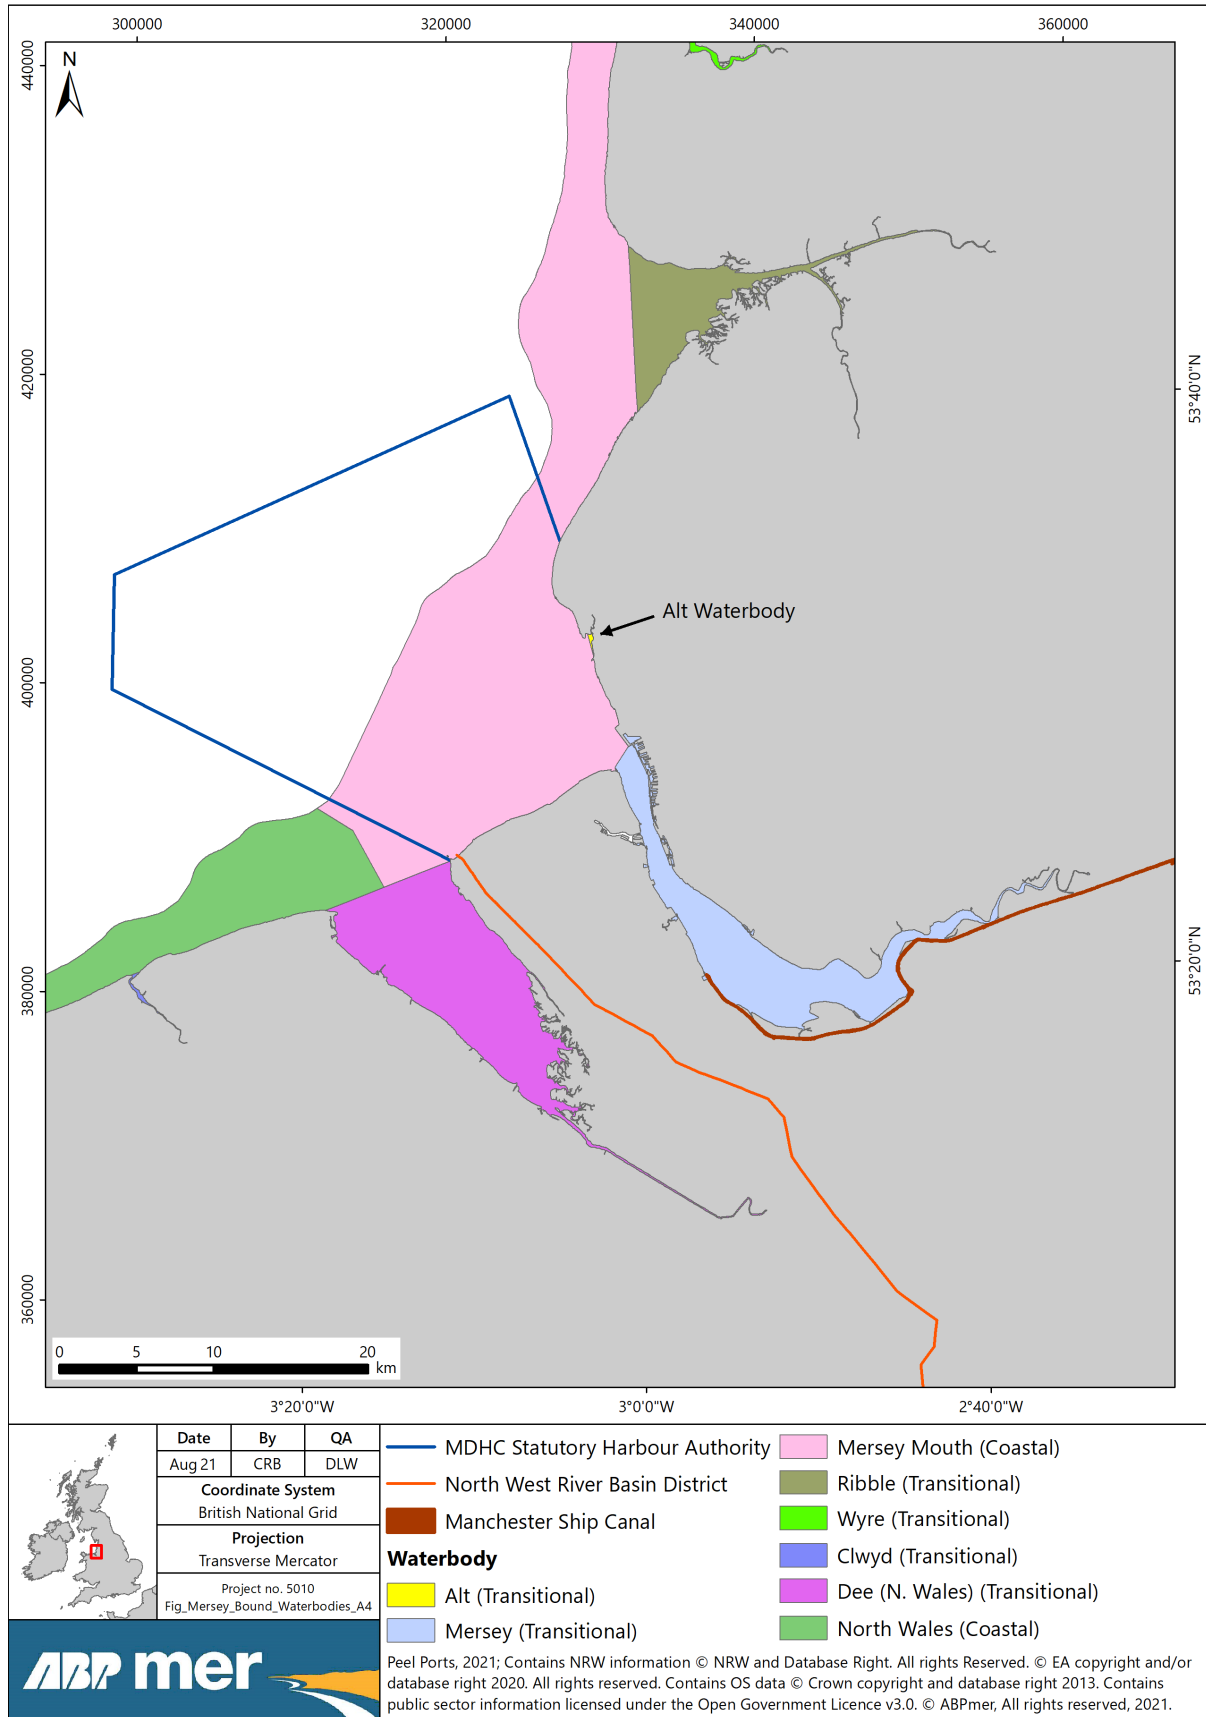 300000
320000
340000
360000
N
440000
420000
400000
380000
360000
53°40'0"N
53°20'0"N
Alt Waterbody
0
5
10
20
km
3°20'0"W
3°0'0"W
2°40'0"W
Date
By
QA
Aug 21
CRB
DLW
Coordinate System
British National Grid
Projection
Transverse Mercator
Project no. 5010
Fig_Mersey_Bound_Waterbodies_A4
ABP mer
MDHC Statutory Harbour Authority
North West River Basin District
Manchester Ship Canal
Waterbody
Alt (Transitional)
Mersey (Transitional)
Mersey Mouth (Coastal)
Ribble (Transitional)
Wyre (Transitional)
Clwyd (Transitional)
Dee (N. Wales) (Transitional)
North Wales (Coastal)
Peel Ports, 2021; Contains NRW information © NRW and Database Right. All rights Reserved. © EA copyright and/or
database right 2020. All rights reserved. Contains OS data © Crown copyright and database right 2013. Contains
public sector information licensed under the Open Government Licence v3.0. © ABPmer, All rights reserved, 2021.